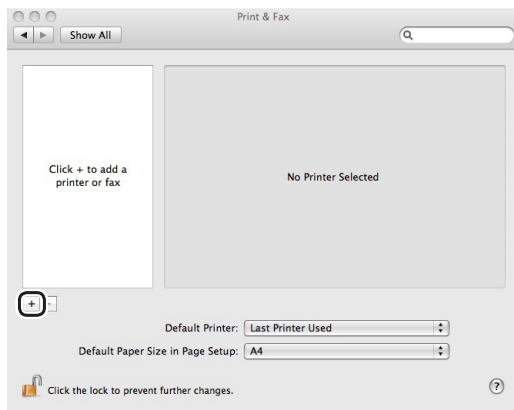 Print & Fax
Show All
Click + to add a
printer or fax
No Printer Selected
+ -
Default Printer: Last Printer Used
Default Paper Size in Page Setup: A4
Click the lock to prevent further changes.
?